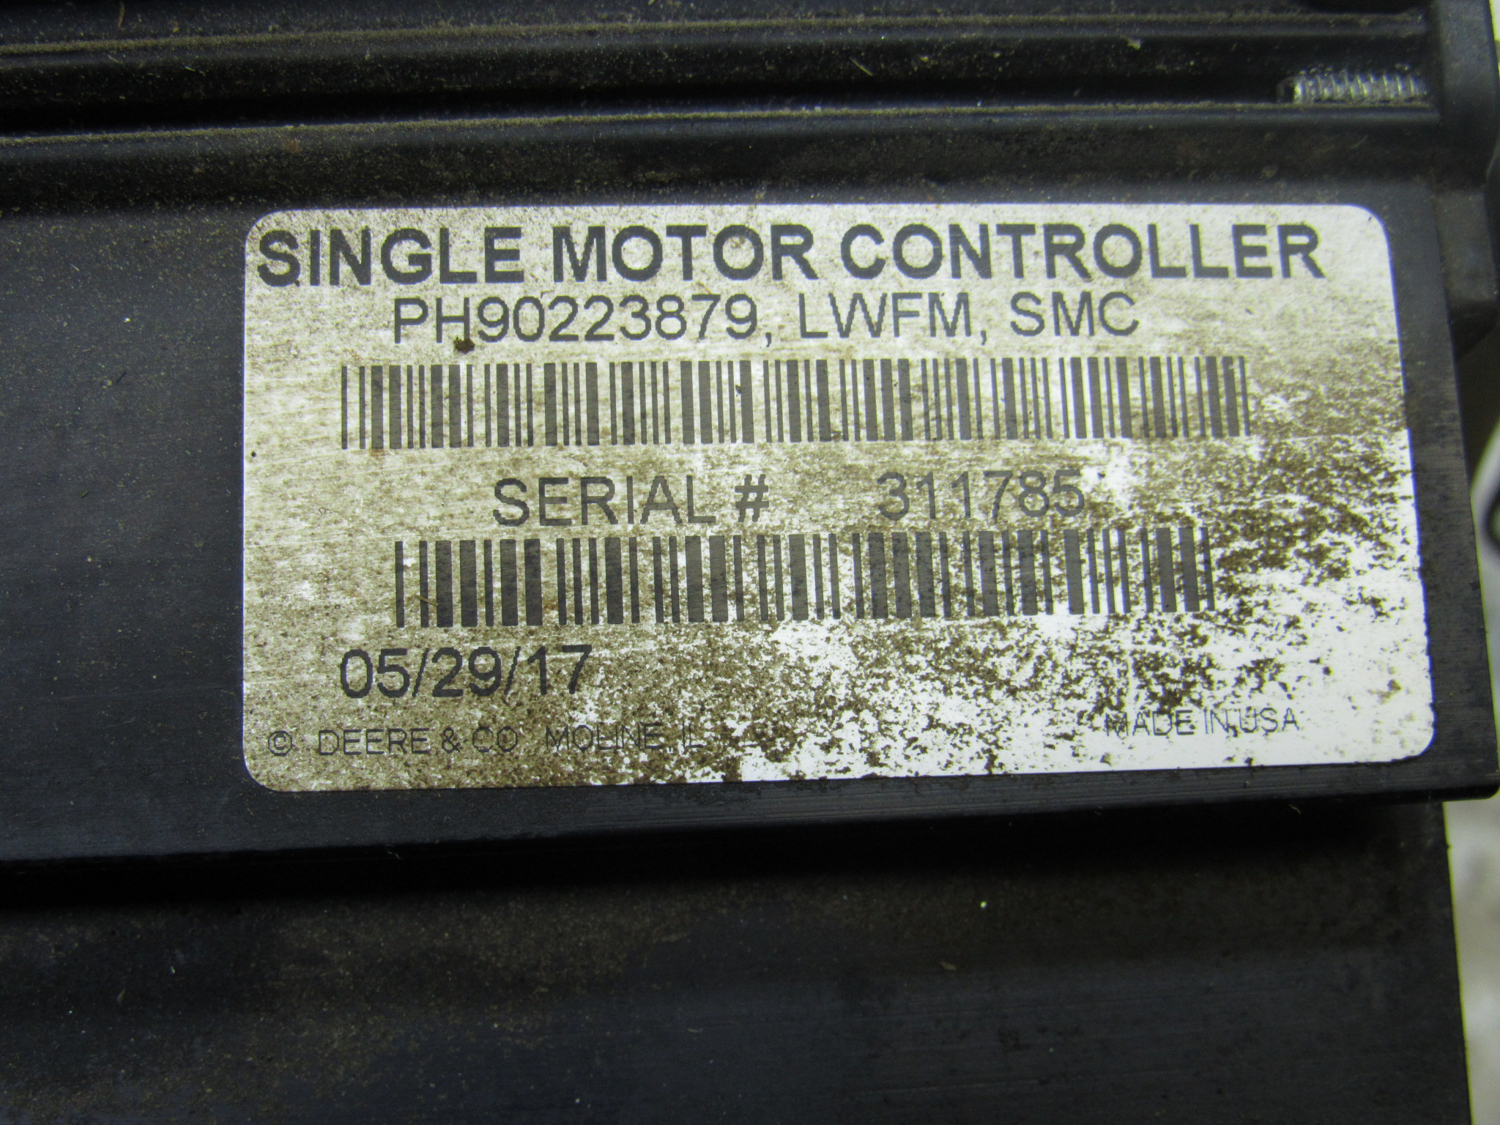 SINGLE MOTOR CONTROLLER
PH90223879, LWFM, SMC
SERIAL # 311785
05/29/17
© DEERE & CO MOLINE, IL MADE IN USA